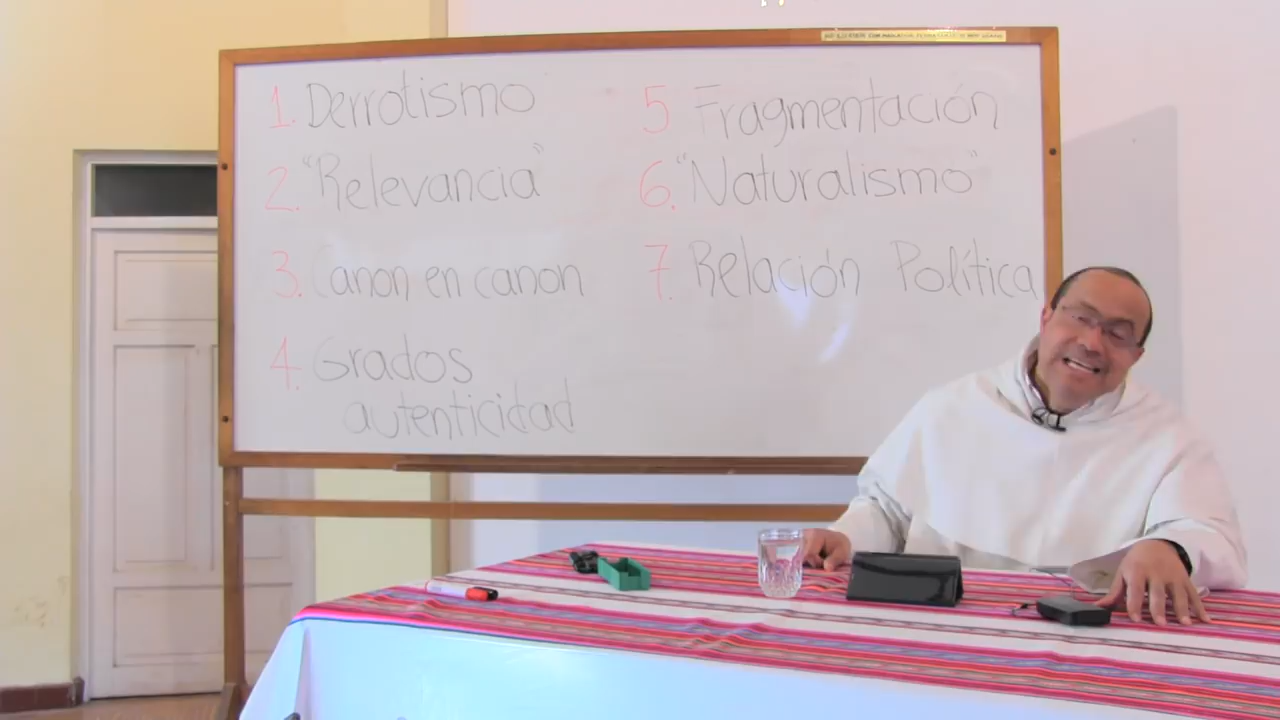 1. Derrotismo
2. "Relevancia"
3. Canon en canon
4. Grados
autenticidad
5 Fragmentación
6. "Naturalismo"
7. Relación Política